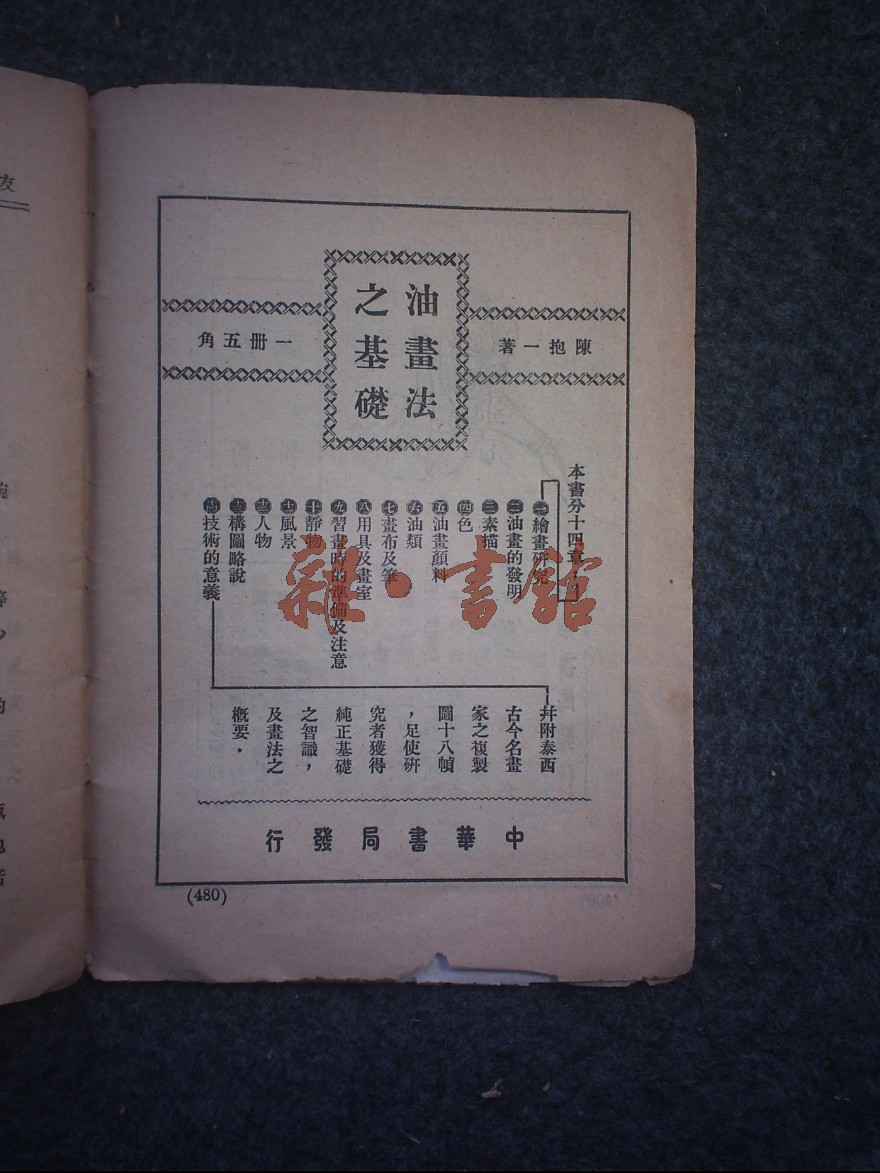 油畫法
之基礎
陳抱一著
一冊五角
本書分十四章
㊀繪畫研究
㊁油畫的發明
㊂素描
㊃色
㊄油畫顏料
㊅油類
㊆畫布及筆
㊇用具及畫室
㊈習畫時的準備及注意
㊉靜物
十一風景
十二人物
十三構圖略說
十四技術的意義
并附泰西
古今名畫
家之複製
圖十八幀
，足使研
究者獲得
純正基礎
之智識，
及畫法之
概要．
中華書局發行
(480)
雜·書館
友
的